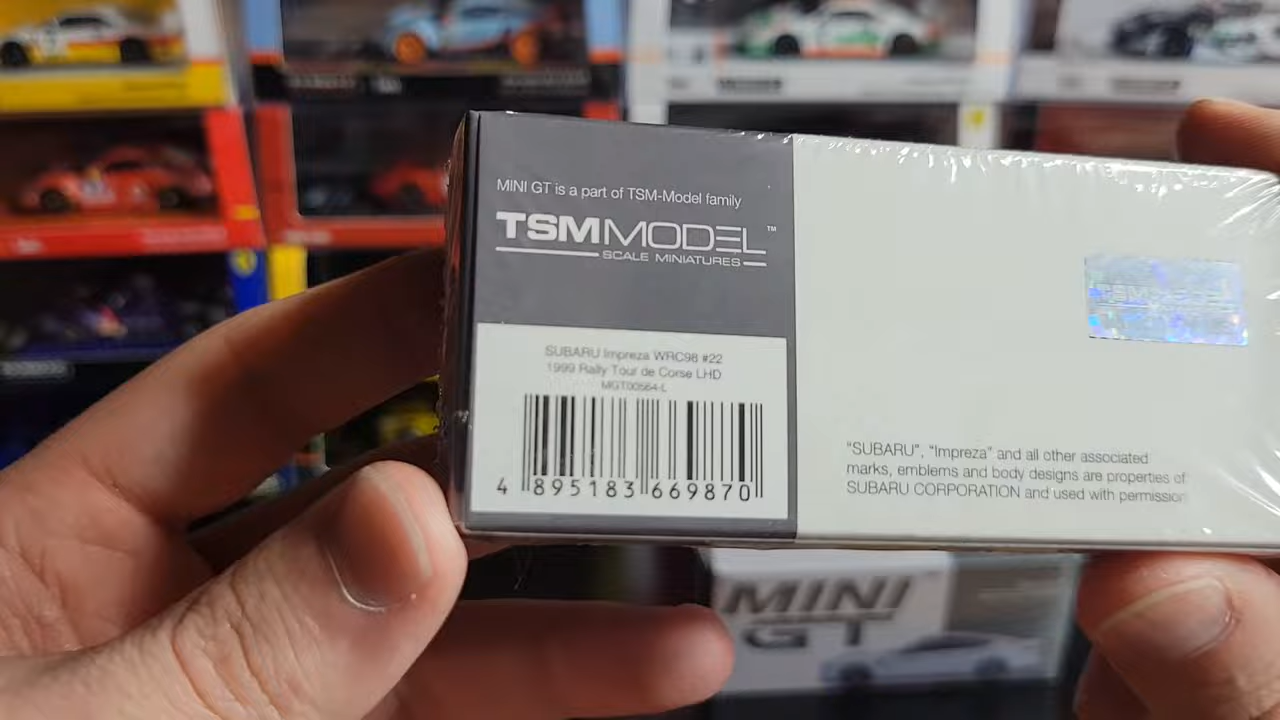 MINI GT is a part of TSM-Model family
TSMMODEL™
SCALE MINIATURES
SUBARU Impreza WRC98 #22
1999 Rally Tour de Corse LHD
MGT00564-L
4 895183 669870
TSMMODEL
"SUBARU", "Impreza" and all other associated
marks, emblems and body designs are properties of
SUBARU CORPORATION and used with permission
MINI
GT